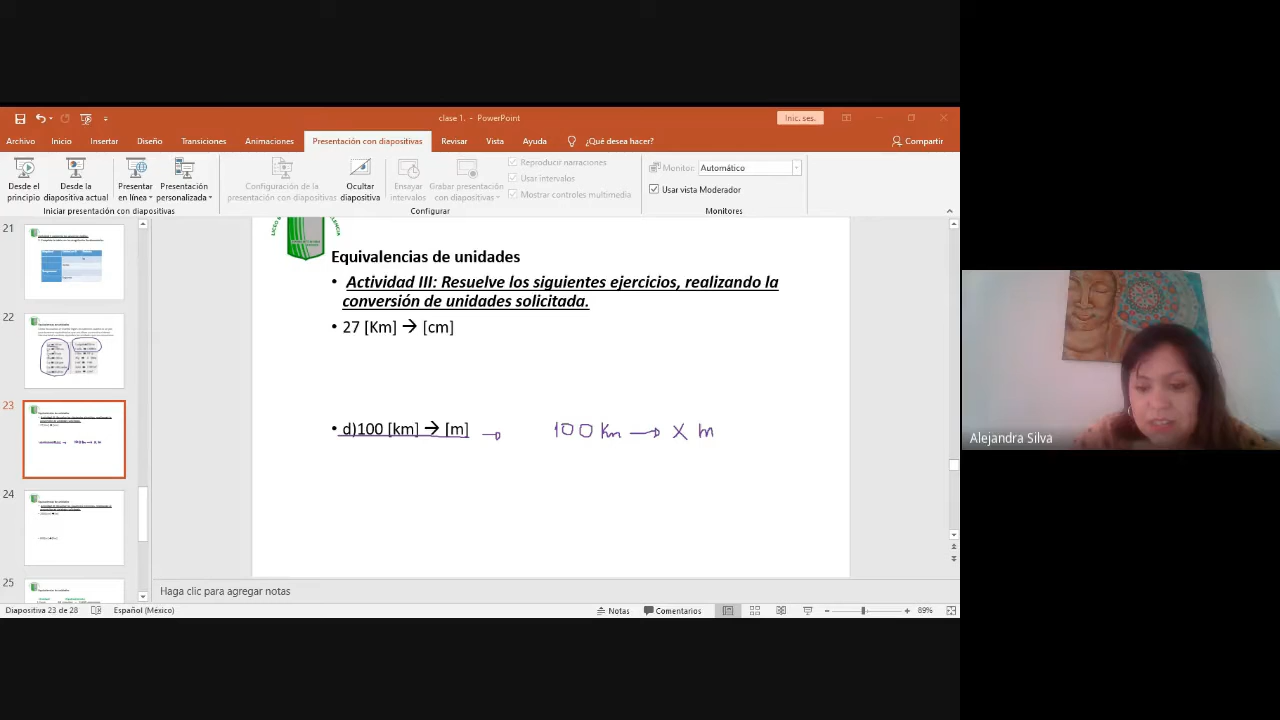 clase 1. - PowerPoint
Inic. ses.
Archivo Inicio Insertar Diseño Transiciones Animaciones Presentación con diapositivas Revisar Vista Ayuda ¿Qué desea hacer? Compartir
Desde el principio
Desde la diapositiva actual
Presentar en línea
Presentación personalizada
Configuración de la presentación con diapositivas
Ocultar diapositiva
Ensayar intervalos
Grabar presentación con diapositivas
Reproducir narraciones
Usar intervalos
Mostrar controles multimedia
Monitor: Automático
Usar vista Moderador
Iniciar presentación con diapositivas
Configurar
Monitores
21
22
23
24
25
Equivalencias de unidades
• Actividad III: Resuelve los siguientes ejercicios, realizando la
conversión de unidades solicitada.
• 27 [Km] → [cm]
• d)100 [km] → [m] → 100 Km → X m
Haga clic para agregar notas
Diapositiva 23 de 28 Español (México) Notas Comentarios 89%
Alejandra Silva